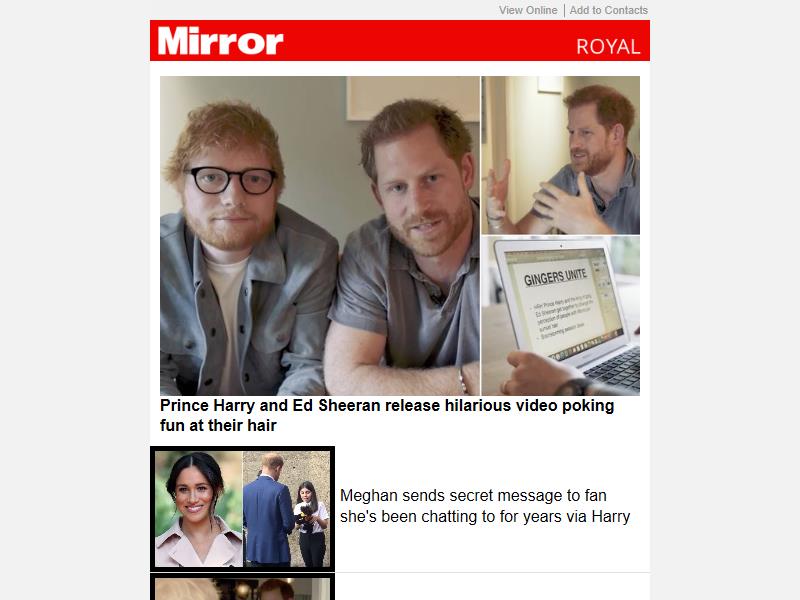 View Online | Add to Contacts
Mirror ROYAL
GINGERS UNITE
Prince Harry and Ed Sheeran release hilarious video poking
fun at their hair
Meghan sends secret message to fan
she's been chatting to for years via Harry